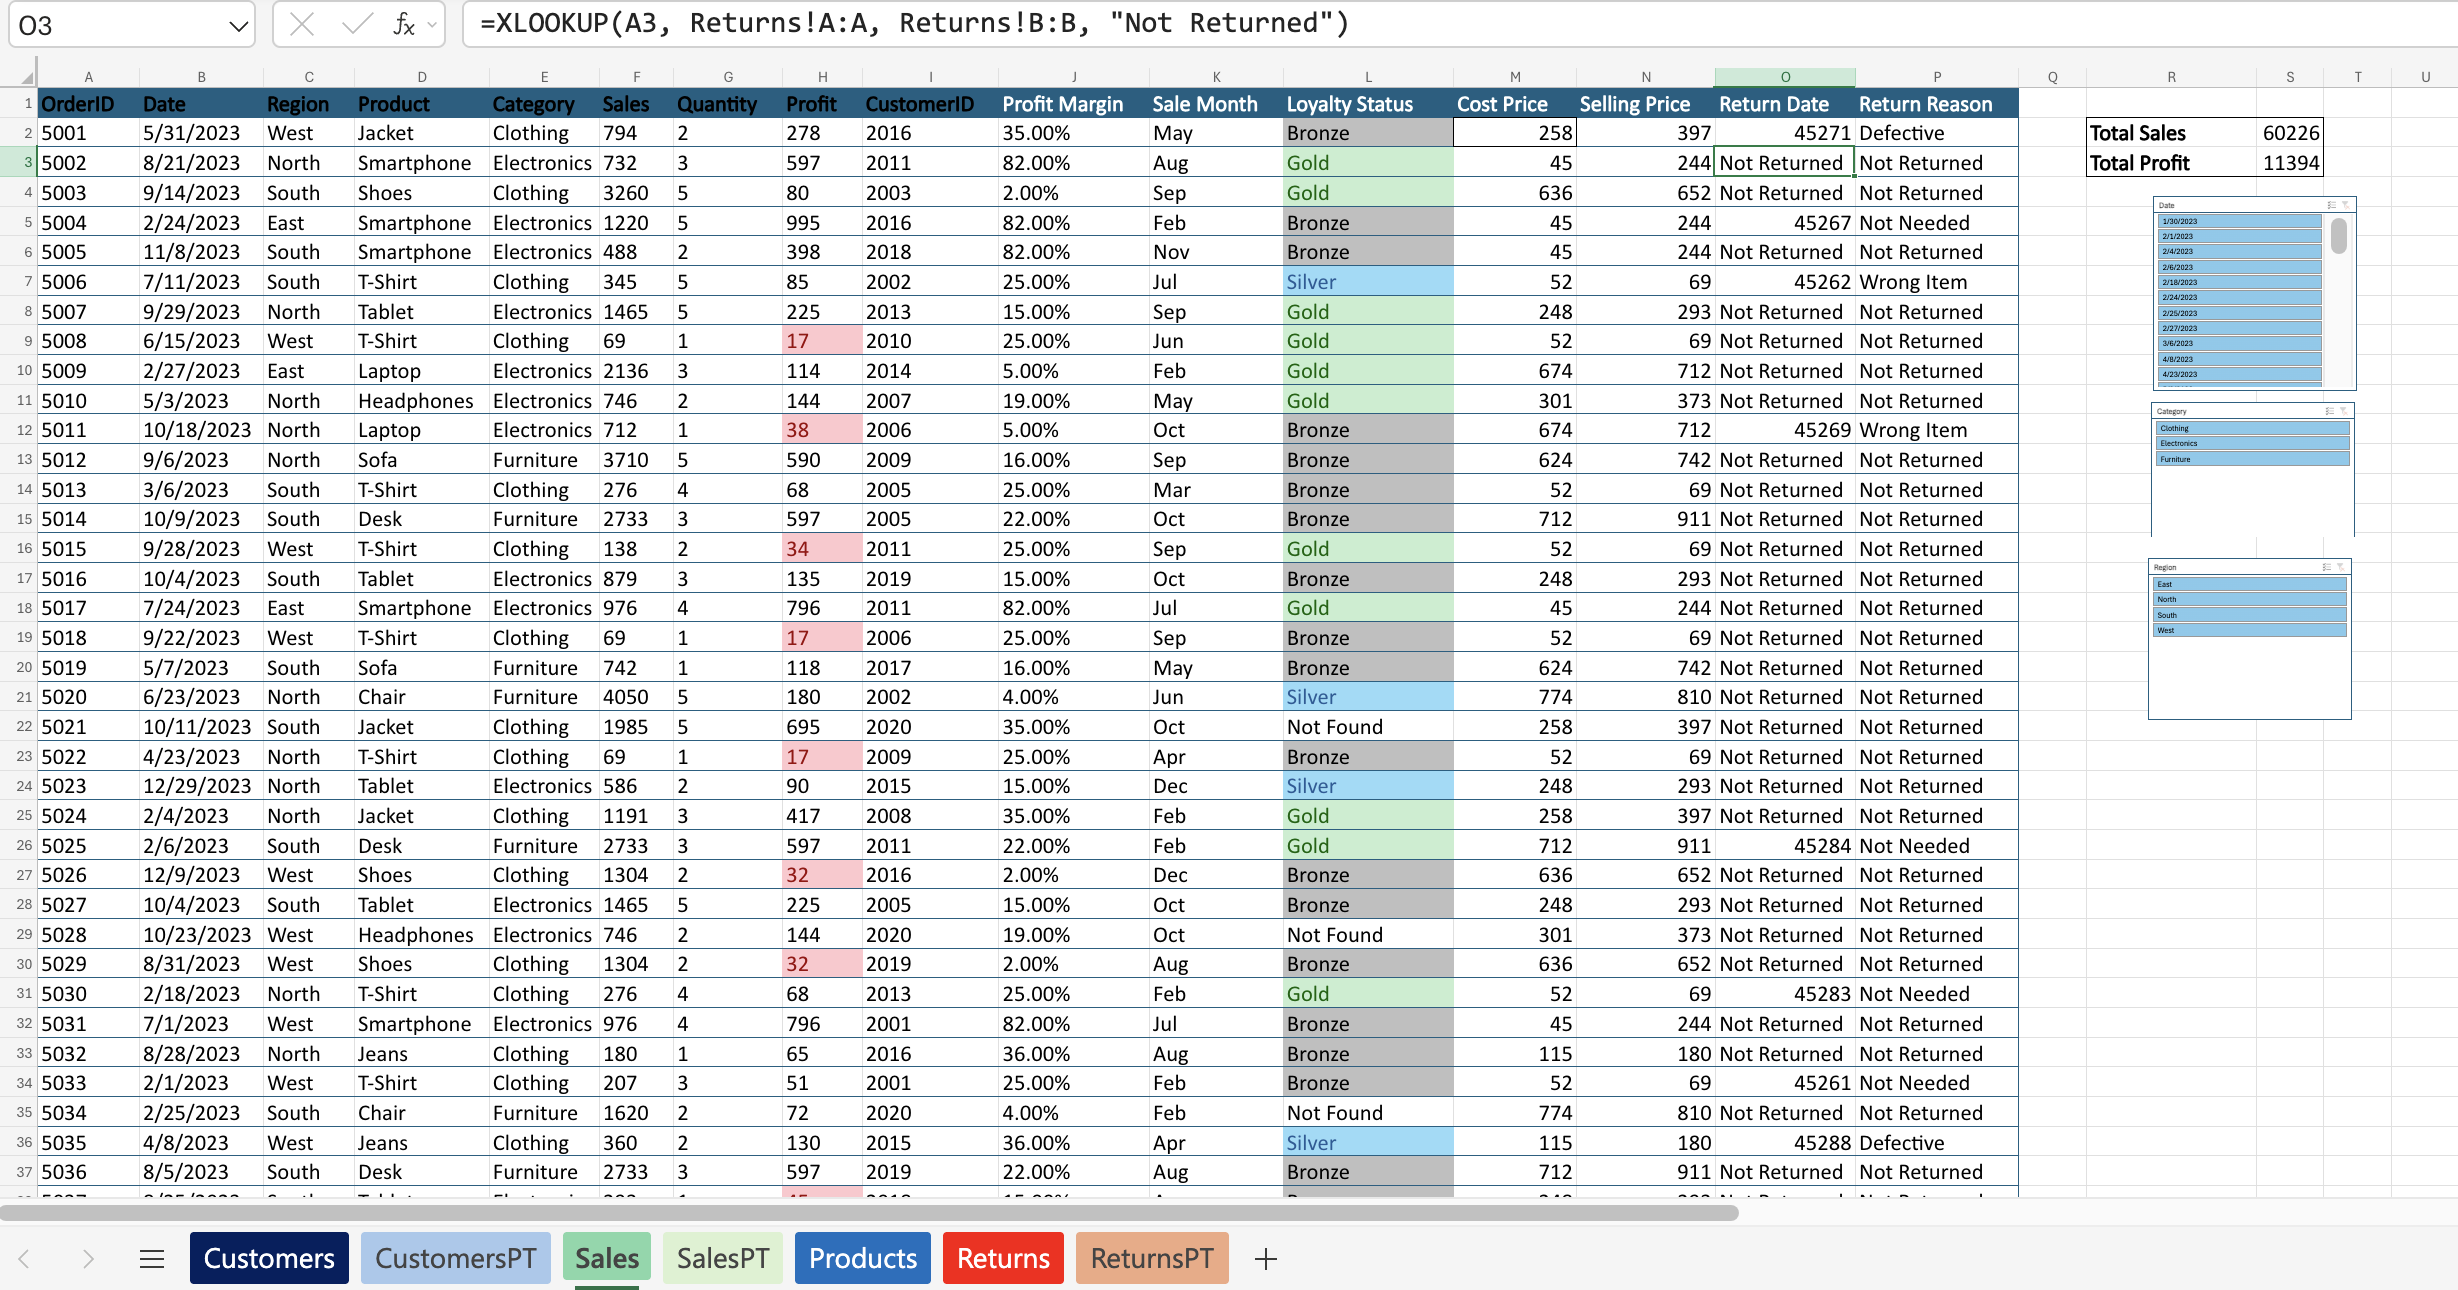 O3 fx =XLOOKUP(A3, Returns!A:A, Returns!B:B, "Not Returned")
A B C D E F G H I J K L M N O P Q R S T U
1 OrderID Date Region Product Category Sales Quantity Profit CustomerID Profit Margin Sale Month Loyalty Status Cost Price Selling Price Return Date Return Reason
2 5001 5/31/2023 West Jacket Clothing 794 2 278 2016 35.00% May Bronze 258 397 45271 Defective Total Sales 60226
3 5002 8/21/2023 North Smartphone Electronics 732 3 597 2011 82.00% Aug Gold 45 244 Not Returned Not Returned Total Profit 11394
4 5003 9/14/2023 South Shoes Clothing 3260 5 80 2003 2.00% Sep Gold 636 652 Not Returned Not Returned
5 5004 2/24/2023 East Smartphone Electronics 1220 5 995 2016 82.00% Feb Bronze 45 244 45267 Not Needed
6 5005 11/8/2023 South Smartphone Electronics 488 2 398 2018 82.00% Nov Bronze 45 244 Not Returned Not Returned
7 5006 7/11/2023 South T-Shirt Clothing 345 5 85 2002 25.00% Jul Silver 52 69 45262 Wrong Item
8 5007 9/29/2023 North Tablet Electronics 1465 5 225 2013 15.00% Sep Gold 248 293 Not Returned Not Returned
9 5008 6/15/2023 West T-Shirt Clothing 69 1 17 2010 25.00% Jun Gold 52 69 Not Returned Not Returned
10 5009 2/27/2023 East Laptop Electronics 2136 3 114 2014 5.00% Feb Gold 674 712 Not Returned Not Returned
11 5010 5/3/2023 North Headphones Electronics 746 2 144 2007 19.00% May Gold 301 373 Not Returned Not Returned
12 5011 10/18/2023 North Laptop Electronics 712 1 38 2006 5.00% Oct Bronze 674 712 45269 Wrong Item
13 5012 9/6/2023 North Sofa Furniture 3710 5 590 2009 16.00% Sep Bronze 624 742 Not Returned Not Returned
14 5013 3/6/2023 South T-Shirt Clothing 276 4 68 2005 25.00% Mar Bronze 52 69 Not Returned Not Returned
15 5014 10/9/2023 South Desk Furniture 2733 3 597 2005 22.00% Oct Bronze 712 911 Not Returned Not Returned
16 5015 9/28/2023 West T-Shirt Clothing 138 2 34 2011 25.00% Sep Gold 52 69 Not Returned Not Returned
17 5016 10/4/2023 South Tablet Electronics 879 3 135 2019 15.00% Oct Bronze 248 293 Not Returned Not Returned
18 5017 7/24/2023 East Smartphone Electronics 976 4 796 2011 82.00% Jul Gold 45 244 Not Returned Not Returned
19 5018 9/22/2023 West T-Shirt Clothing 69 1 17 2006 25.00% Sep Bronze 52 69 Not Returned Not Returned
20 5019 5/7/2023 South Sofa Furniture 742 1 118 2017 16.00% May Bronze 624 742 Not Returned Not Returned
21 5020 6/23/2023 North Chair Furniture 4050 5 180 2002 4.00% Jun Silver 774 810 Not Returned Not Returned
22 5021 10/11/2023 South Jacket Clothing 1985 5 695 2020 35.00% Oct Not Found 258 397 Not Returned Not Returned
23 5022 4/23/2023 North T-Shirt Clothing 69 1 17 2009 25.00% Apr Bronze 52 69 Not Returned Not Returned
24 5023 12/29/2023 North Tablet Electronics 586 2 90 2015 15.00% Dec Silver 248 293 Not Returned Not Returned
25 5024 2/4/2023 North Jacket Clothing 1191 3 417 2008 35.00% Feb Gold 258 397 Not Returned Not Returned
26 5025 2/6/2023 South Desk Furniture 2733 3 597 2011 22.00% Feb Gold 712 911 45284 Not Needed
27 5026 12/9/2023 West Shoes Clothing 1304 2 32 2016 2.00% Dec Bronze 636 652 Not Returned Not Returned
28 5027 10/4/2023 South Tablet Electronics 1465 5 225 2005 15.00% Oct Bronze 248 293 Not Returned Not Returned
29 5028 10/23/2023 West Headphones Electronics 746 2 144 2020 19.00% Oct Not Found 301 373 Not Returned Not Returned
30 5029 8/31/2023 West Shoes Clothing 1304 2 32 2019 2.00% Aug Bronze 636 652 Not Returned Not Returned
31 5030 2/18/2023 North T-Shirt Clothing 276 4 68 2013 25.00% Feb Gold 52 69 45283 Not Needed
32 5031 7/1/2023 West Smartphone Electronics 976 4 796 2001 82.00% Jul Bronze 45 244 Not Returned Not Returned
33 5032 8/28/2023 North Jeans Clothing 180 1 65 2016 36.00% Aug Bronze 115 180 Not Returned Not Returned
34 5033 2/1/2023 West T-Shirt Clothing 207 3 51 2001 25.00% Feb Bronze 52 69 45261 Not Needed
35 5034 2/25/2023 South Chair Furniture 1620 2 72 2020 4.00% Feb Not Found 774 810 Not Returned Not Returned
36 5035 4/8/2023 West Jeans Clothing 360 2 130 2015 36.00% Apr Silver 115 180 45288 Defective
37 5036 8/5/2023 South Desk Furniture 2733 3 597 2019 22.00% Aug Bronze 712 911 Not Returned Not Returned
Date
1/30/2023
2/1/2023
2/4/2023
2/6/2023
2/18/2023
2/24/2023
2/25/2023
2/27/2023
3/6/2023
4/8/2023
4/23/2023
Category
Clothing
Electronics
Furniture
Region
East
North
South
West
Customers CustomersPT Sales SalesPT Products Returns ReturnsPT +